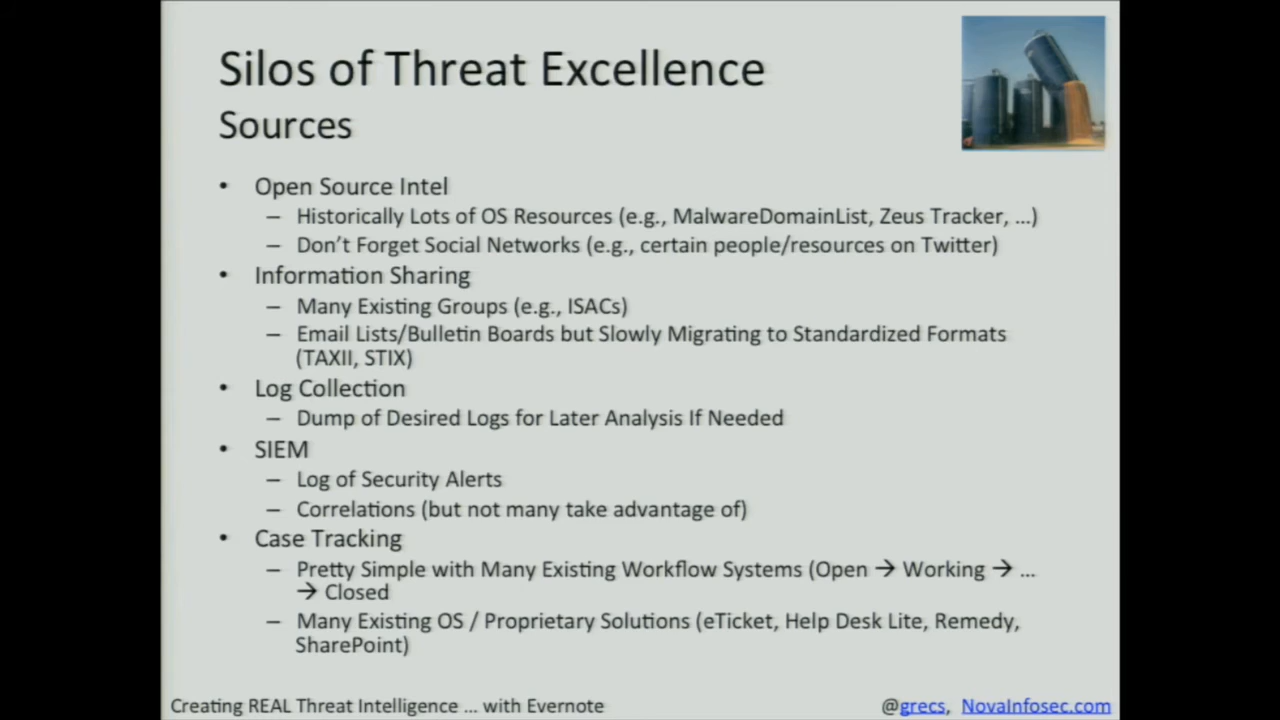 Silos of Threat Excellence
Sources
• Open Source Intel
– Historically Lots of OS Resources (e.g., MalwareDomainList, Zeus Tracker, ...)
– Don't Forget Social Networks (e.g., certain people/resources on Twitter)
• Information Sharing
– Many Existing Groups (e.g., ISACs)
– Email Lists/Bulletin Boards but Slowly Migrating to Standardized Formats
(TAXII, STIX)
• Log Collection
– Dump of Desired Logs for Later Analysis If Needed
• SIEM
– Log of Security Alerts
– Correlations (but not many take advantage of)
• Case Tracking
– Pretty Simple with Many Existing Workflow Systems (Open → Working → ...
→ Closed
– Many Existing OS / Proprietary Solutions (eTicket, Help Desk Lite, Remedy,
SharePoint)
Creating REAL Threat Intelligence ... with Evernote
@grecs, NovaInfosec.com